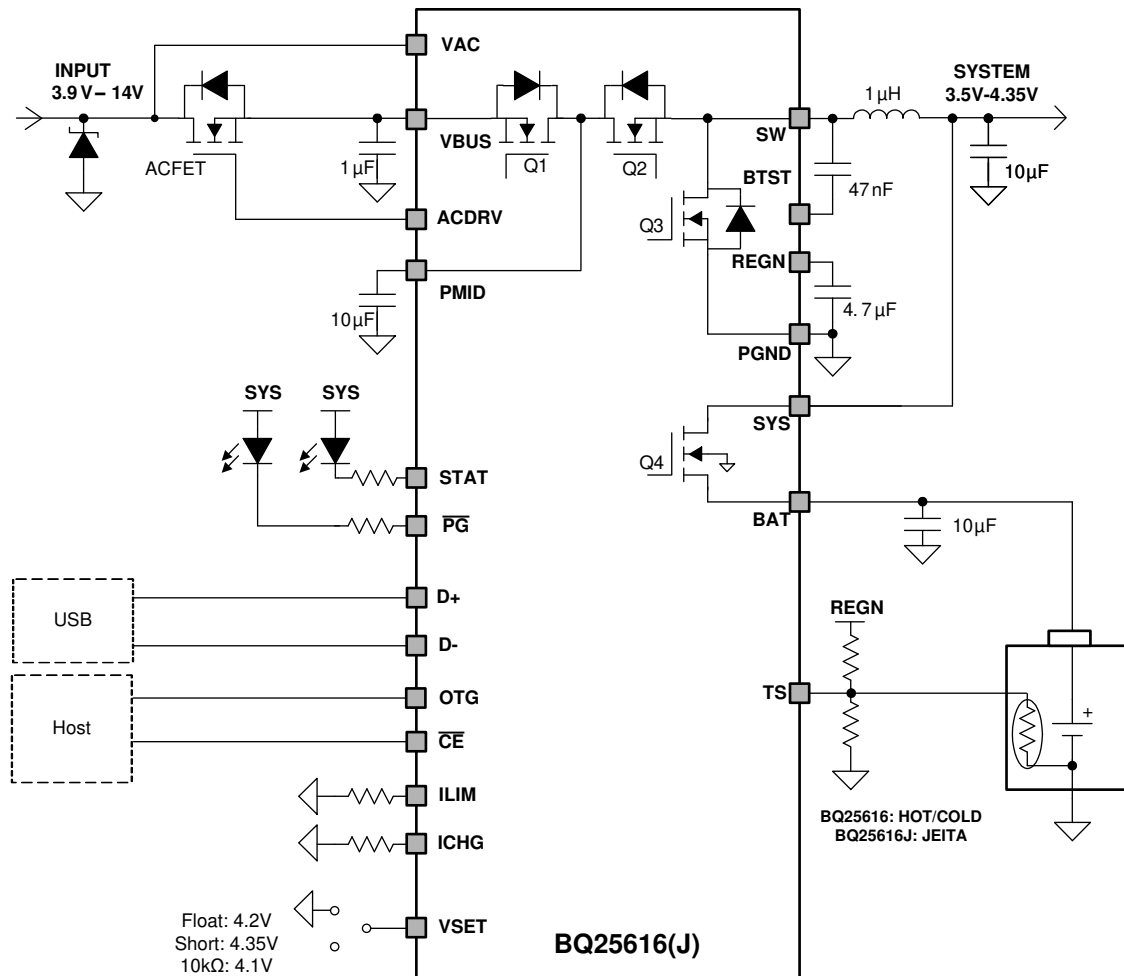 VAC
INPUT
3.9 V – 14V
SYSTEM
3.5V-4.35V
1 µH
VBUS
SW
ACFET
1 µF
Q1
Q2
10µF
BTST
47 nF
ACDRV
Q3
REGN
PMID
10µF
4. 7 µF
PGND
SYS
SYS
SYS
Q4
STAT
BAT
10µF
PG
D+
USB
REGN
D-
TS
OTG
+
Host
CE
ILIM
BQ25616: HOT/COLD
BQ25616J: JEITA
ICHG
Float: 4.2V
Short: 4.35V
10kΩ: 4.1V
VSET
BQ25616(J)